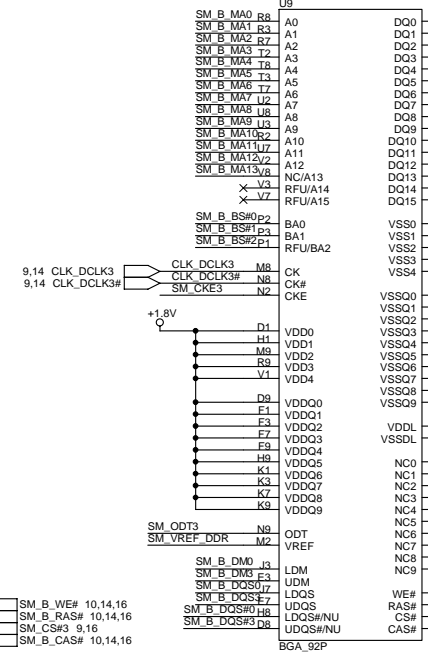 U9
SM_B_MA0 R8 A0 DQ0
SM_B_MA1 R3 A1 DQ1
SM_B_MA2 R7 A2 DQ2
SM_B_MA3 T2 A3 DQ3
SM_B_MA4 T8 A4 DQ4
SM_B_MA5 T3 A5 DQ5
SM_B_MA6 T7 A6 DQ6
SM_B_MA7 U2 A7 DQ7
SM_B_MA8 U8 A8 DQ8
SM_B_MA9 U3 A9 DQ9
SM_B_MA10 R2 A10 DQ10
SM_B_MA11 U7 A11 DQ11
SM_B_MA12 V2 A12 DQ12
SM_B_MA13 V8 NC/A13 DQ13
V3 RFU/A14 DQ14
V7 RFU/A15 DQ15
SM_B_BS#0 P2 BA0 VSS0
SM_B_BS#1 P3 BA1 VSS1
SM_B_BS#2 P1 RFU/BA2 VSS2
VSS3
9,14 CLK_DCLK3 CLK_DCLK3 M8 CK VSS4
9,14 CLK_DCLK3# CLK_DCLK3# N8 CK#
SM_CKE3 N2 CKE VSSQ0
VSSQ1
+1.8V VSSQ2
D1 VDD0 VSSQ3
H1 VDD1 VSSQ4
M9 VDD2 VSSQ5
R9 VDD3 VSSQ6
V1 VDD4 VSSQ7
VSSQ8
D9 VDDQ0 VSSQ9
F1 VDDQ1
F3 VDDQ2 VDDL
F7 VDDQ3 VSSDL
F9 VDDQ4
H9 VDDQ5 NC0
K1 VDDQ6 NC1
K3 VDDQ7 NC2
K7 VDDQ8 NC3
K9 VDDQ9 NC4
NC5
SM_ODT3 N9 ODT NC6
SM_VREF_DDR M2 VREF NC7
NC8
SM_B_DM0 J3 LDM NC9
SM_B_DM3 E3 UDM
SM_B_DQS0 J7 LDQS WE#
SM_B_DQS3 E7 UDQS RAS#
SM_B_DQS#0 H8 LDQS#/NU CS#
SM_B_DQS#3 D8 UDQS#/NU CAS#
SM_B_WE# 10,14,16
SM_B_RAS# 10,14,16
SM_CS#3 9,16
SM_B_CAS# 10,14,16
BGA_92P